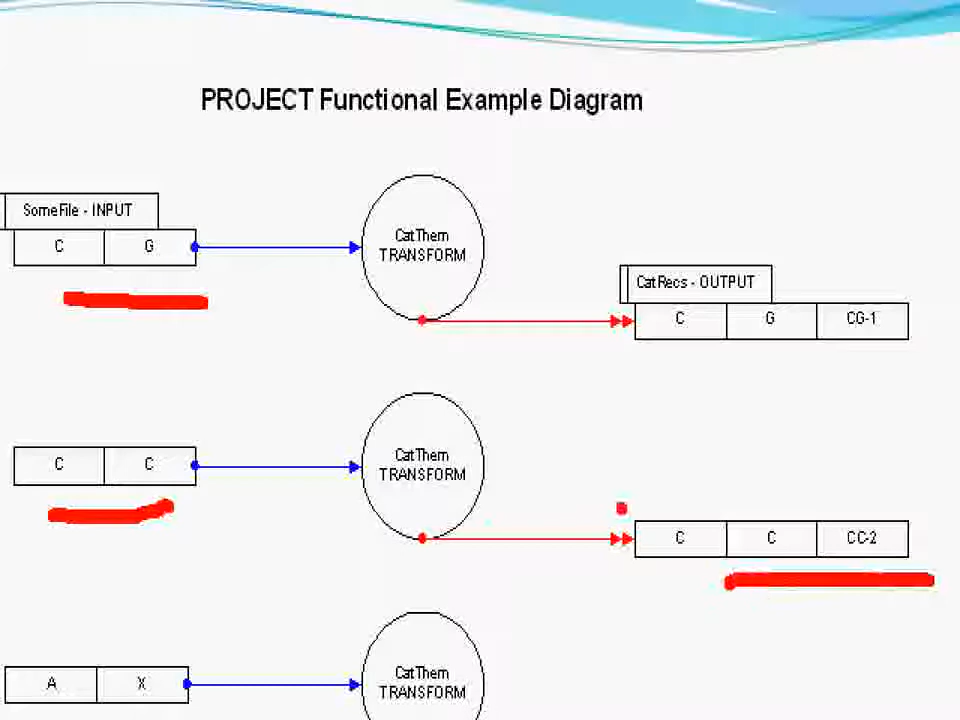 PROJECT Functional Example Diagram
SomeFile - INPUT
C G
CatThem
TRANSFORM
CatRecs - OUTPUT
C G CG-1
C C
CatThem
TRANSFORM
C C CC-2
A X
CatThem
TRANSFORM